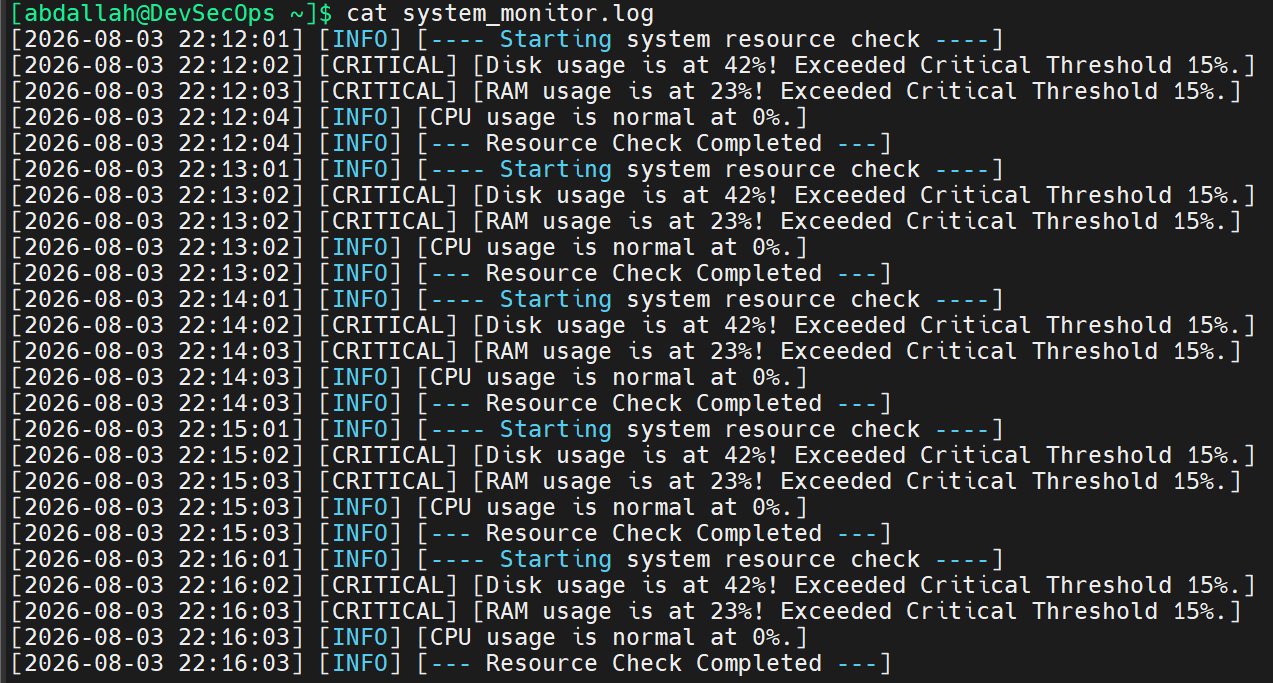 [abdallah@DevSecOps ~]$ cat system_monitor.log
[2026-08-03 22:12:01] [INFO] [---- Starting system resource check ----]
[2026-08-03 22:12:02] [CRITICAL] [Disk usage is at 42%! Exceeded Critical Threshold 15%.]
[2026-08-03 22:12:03] [CRITICAL] [RAM usage is at 23%! Exceeded Critical Threshold 15%.]
[2026-08-03 22:12:04] [INFO] [CPU usage is normal at 0%.]
[2026-08-03 22:12:04] [INFO] [--- Resource Check Completed ---]
[2026-08-03 22:13:01] [INFO] [---- Starting system resource check ----]
[2026-08-03 22:13:02] [CRITICAL] [Disk usage is at 42%! Exceeded Critical Threshold 15%.]
[2026-08-03 22:13:02] [CRITICAL] [RAM usage is at 23%! Exceeded Critical Threshold 15%.]
[2026-08-03 22:13:02] [INFO] [CPU usage is normal at 0%.]
[2026-08-03 22:13:02] [INFO] [--- Resource Check Completed ---]
[2026-08-03 22:14:01] [INFO] [---- Starting system resource check ----]
[2026-08-03 22:14:02] [CRITICAL] [Disk usage is at 42%! Exceeded Critical Threshold 15%.]
[2026-08-03 22:14:03] [CRITICAL] [RAM usage is at 23%! Exceeded Critical Threshold 15%.]
[2026-08-03 22:14:03] [INFO] [CPU usage is normal at 0%.]
[2026-08-03 22:14:03] [INFO] [--- Resource Check Completed ---]
[2026-08-03 22:15:01] [INFO] [---- Starting system resource check ----]
[2026-08-03 22:15:02] [CRITICAL] [Disk usage is at 42%! Exceeded Critical Threshold 15%.]
[2026-08-03 22:15:03] [CRITICAL] [RAM usage is at 23%! Exceeded Critical Threshold 15%.]
[2026-08-03 22:15:03] [INFO] [CPU usage is normal at 0%.]
[2026-08-03 22:15:03] [INFO] [--- Resource Check Completed ---]
[2026-08-03 22:16:01] [INFO] [---- Starting system resource check ----]
[2026-08-03 22:16:02] [CRITICAL] [Disk usage is at 42%! Exceeded Critical Threshold 15%.]
[2026-08-03 22:16:03] [CRITICAL] [RAM usage is at 23%! Exceeded Critical Threshold 15%.]
[2026-08-03 22:16:03] [INFO] [CPU usage is normal at 0%.]
[2026-08-03 22:16:03] [INFO] [--- Resource Check Completed ---]